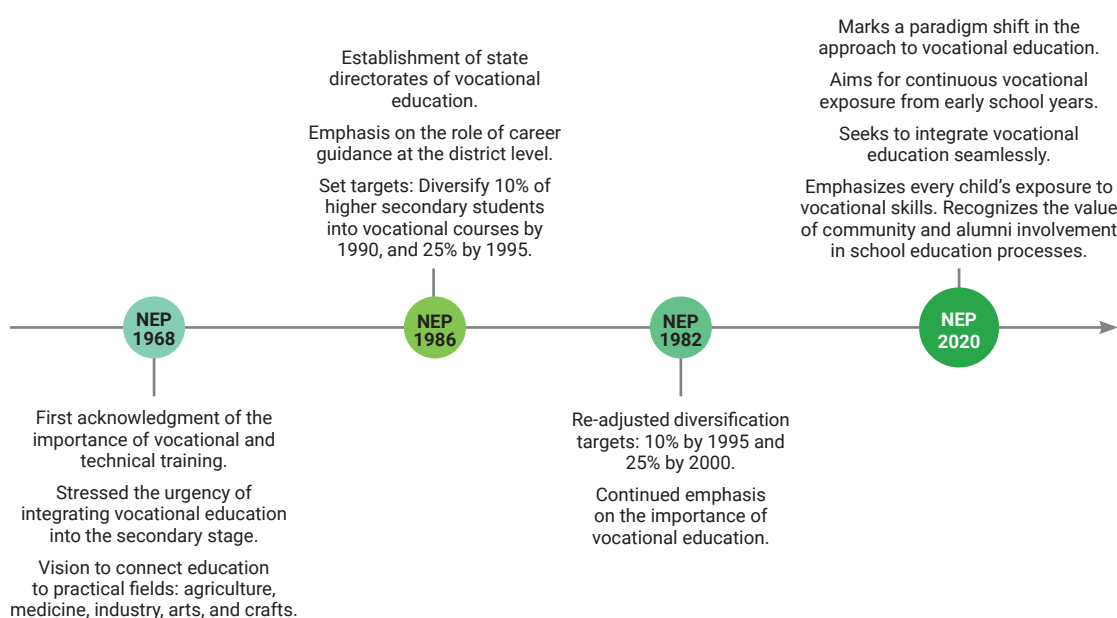 NEP
1968
First acknowledgment of the
importance of vocational and
technical training.
Stressed the urgency of
integrating vocational education
into the secondary stage.
Vision to connect education
to practical fields: agriculture,
medicine, industry, arts, and crafts.
Establishment of state
directorates of vocational
education.
Emphasis on the role of career
guidance at the district level.
Set targets: Diversify 10% of
higher secondary students
into vocational courses by
1990, and 25% by 1995.
NEP
1986
NEP
1982
Re-adjusted diversification
targets: 10% by 1995 and
25% by 2000.
Continued emphasis
on the importance of
vocational education.
Marks a paradigm shift in the
approach to vocational education.
Aims for continuous vocational
exposure from early school years.
Seeks to integrate vocational
education seamlessly.
Emphasizes every child’s exposure to
vocational skills. Recognizes the value
of community and alumni involvement
in school education processes.
NEP
2020